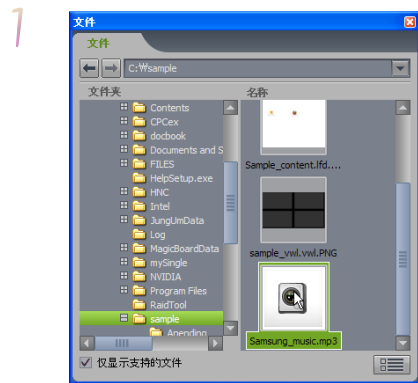 1
文件
文件
C:₩sample
文件夹
名称
Contents
CPCex
docbook
Documents and S
FILES
HelpSetup.exe
HNC
Intel
JungUmData
Log
MagicBoardData
mySingle
NVIDIA
Program Files
RaidTool
sample
Anending
Sample_content.lfd....
sample_vwl.vwl.PNG
Samsung_music.mp3
仅显示支持的文件